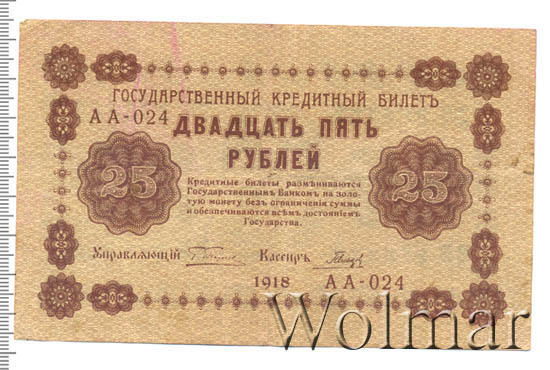 ГОСУДАРСТВЕННЫЙ КРЕДИТНЫЙ БИЛЕТЪ
АА-024
ДВАДЦАТЬ ПЯТЬ
РУБЛЕЙ
25
25
Кредитные билеты размѣниваются
Государственнымъ Банкомъ на золо-
тую монету безъ ограниченія суммы
и обезпечиваются всѣмъ достояніемъ
Государства.
Управляющій
Кассиръ
1918 АА-024
Wolmar